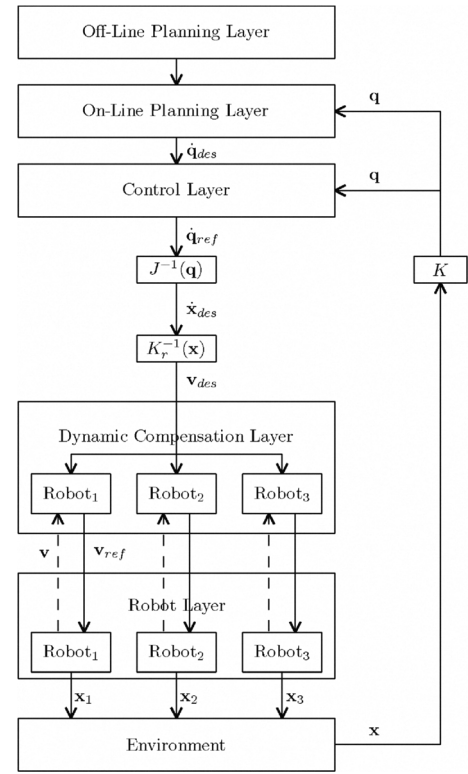 Off-Line Planning Layer
On-Line Planning Layer
q
q̇des
Control Layer
q
q̇ref
J⁻¹(q)
K
ẋdes
Kr⁻¹(x)
vdes
Dynamic Compensation Layer
Robot₁ Robot₂ Robot₃
v vref
Robot Layer
Robot₁ Robot₂ Robot₃
x₁ x₂ x₃
Environment
x